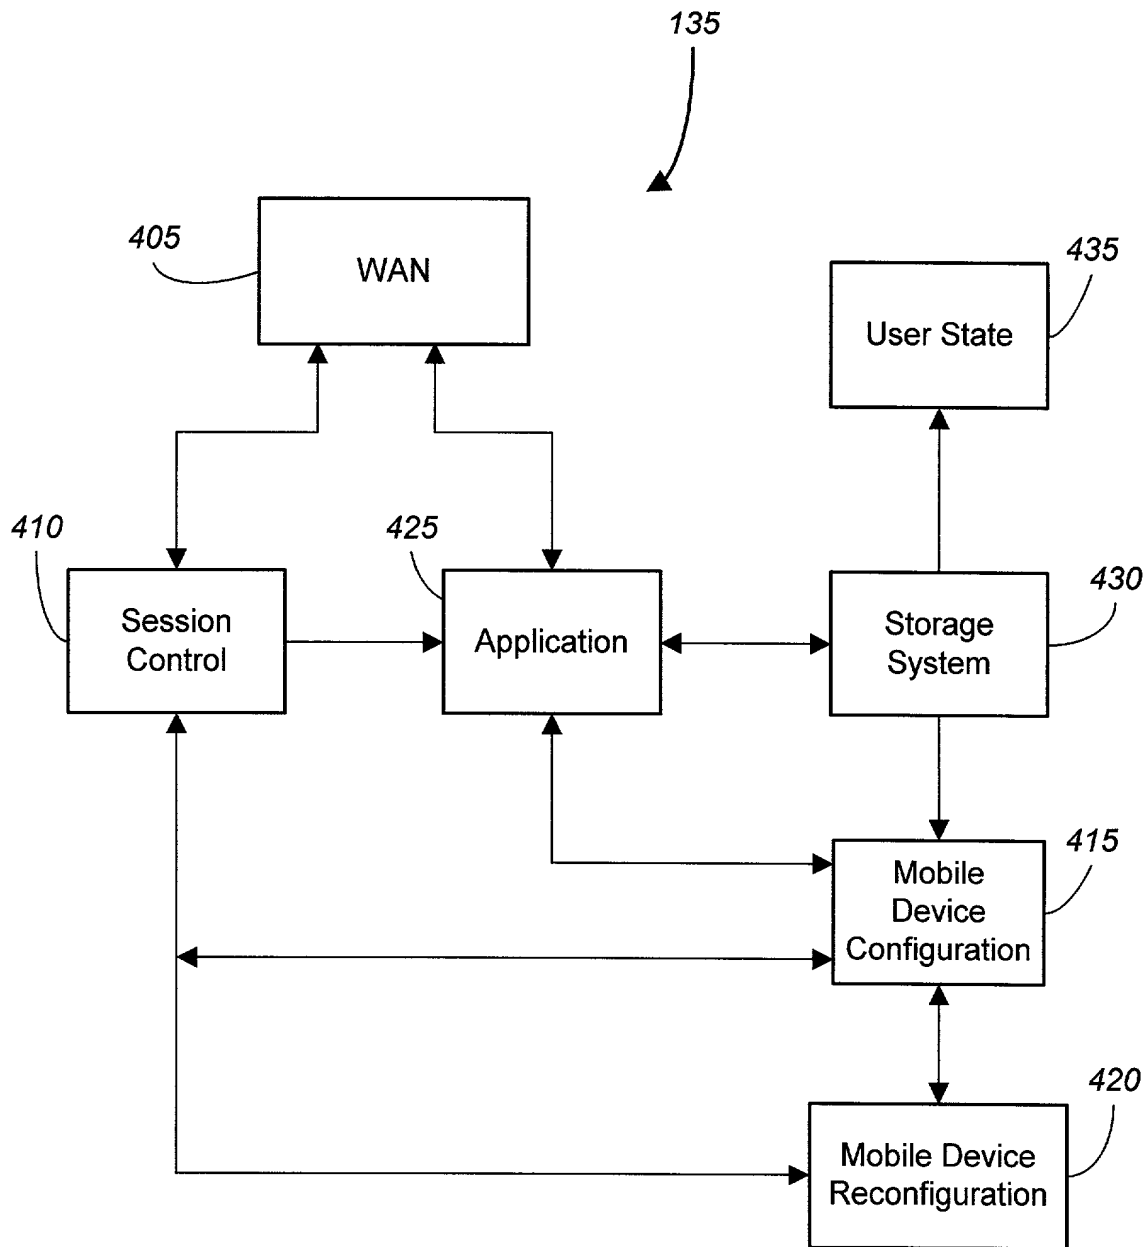 135
405
WAN
435
User State
410
425
430
Session
Control
Application
Storage
System
415
Mobile
Device
Configuration
420
Mobile Device
Reconfiguration